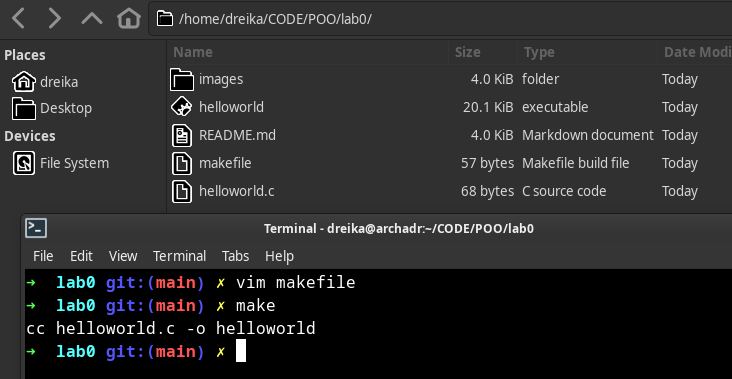 /home/dreika/CODE/POO/lab0/
Places
dreika
Desktop
Devices
File System
Name Size Type Date Modi
images 4.0 KiB folder Today
helloworld 20.1 KiB executable Today
README.md 4.0 KiB Markdown document Today
makefile 57 bytes Makefile build file Today
helloworld.c 68 bytes C source code Today
Terminal - dreika@archadr:~/CODE/POO/lab0
File Edit View Terminal Tabs Help
➜ lab0 git:(main) ✗ vim makefile
➜ lab0 git:(main) ✗ make
cc helloworld.c -o helloworld
➜ lab0 git:(main) ✗